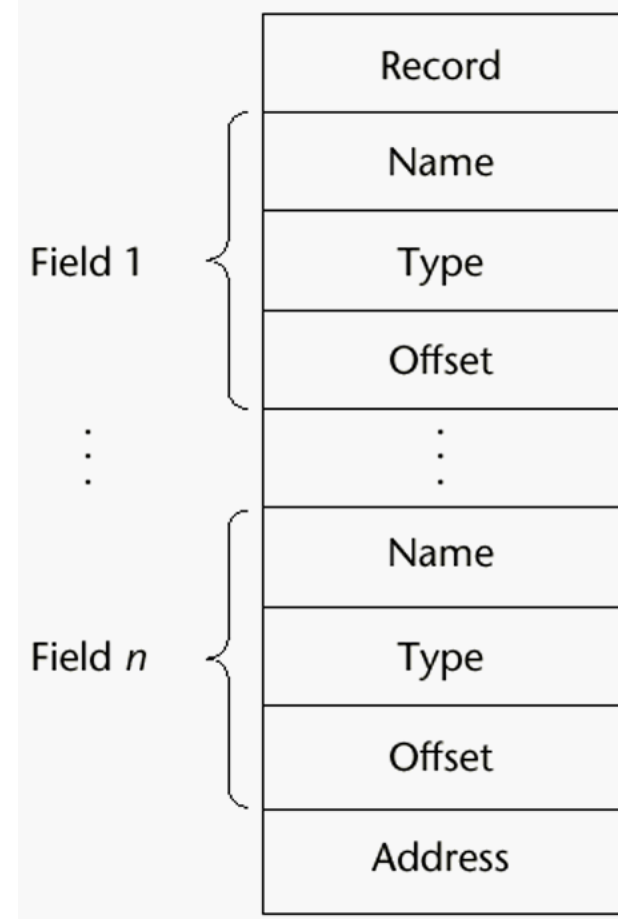 Record
Name
Field 1
Type
Offset
Name
Field n
Type
Offset
Address